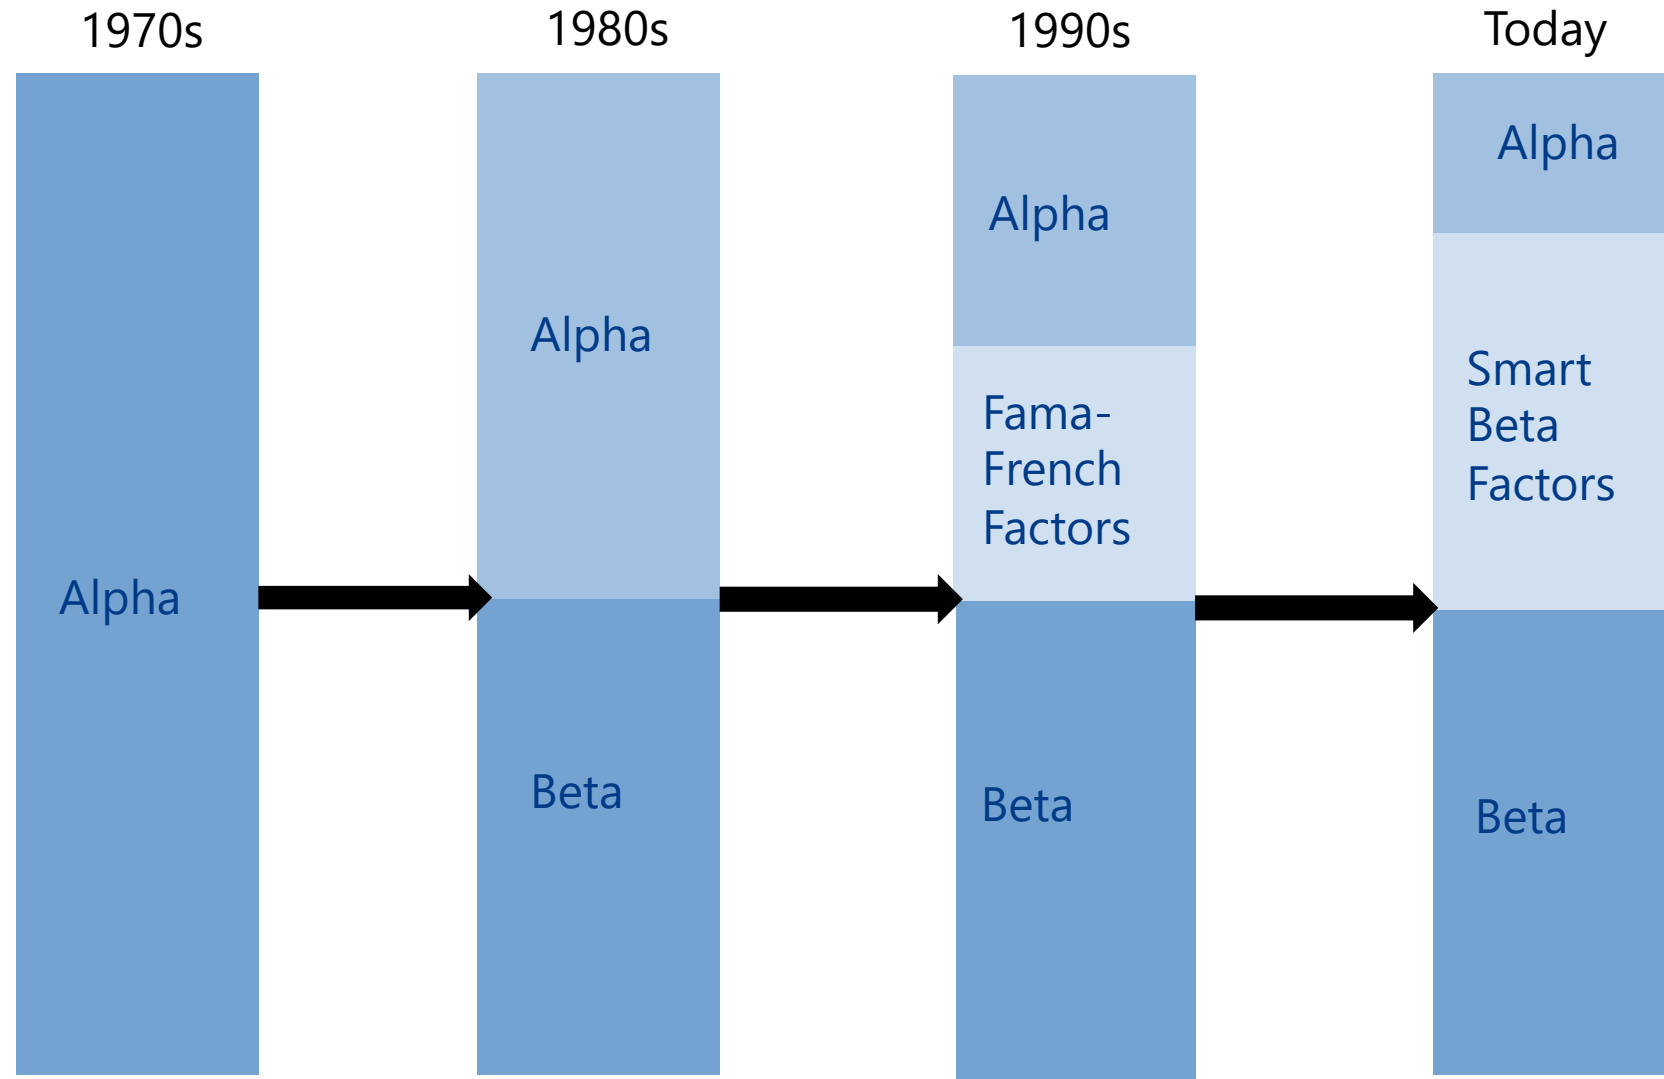 1970s
1980s
1990s
Today
Alpha
Alpha
Beta
Alpha
Fama-
French
Factors
Beta
Alpha
Smart
Beta
Factors
Beta